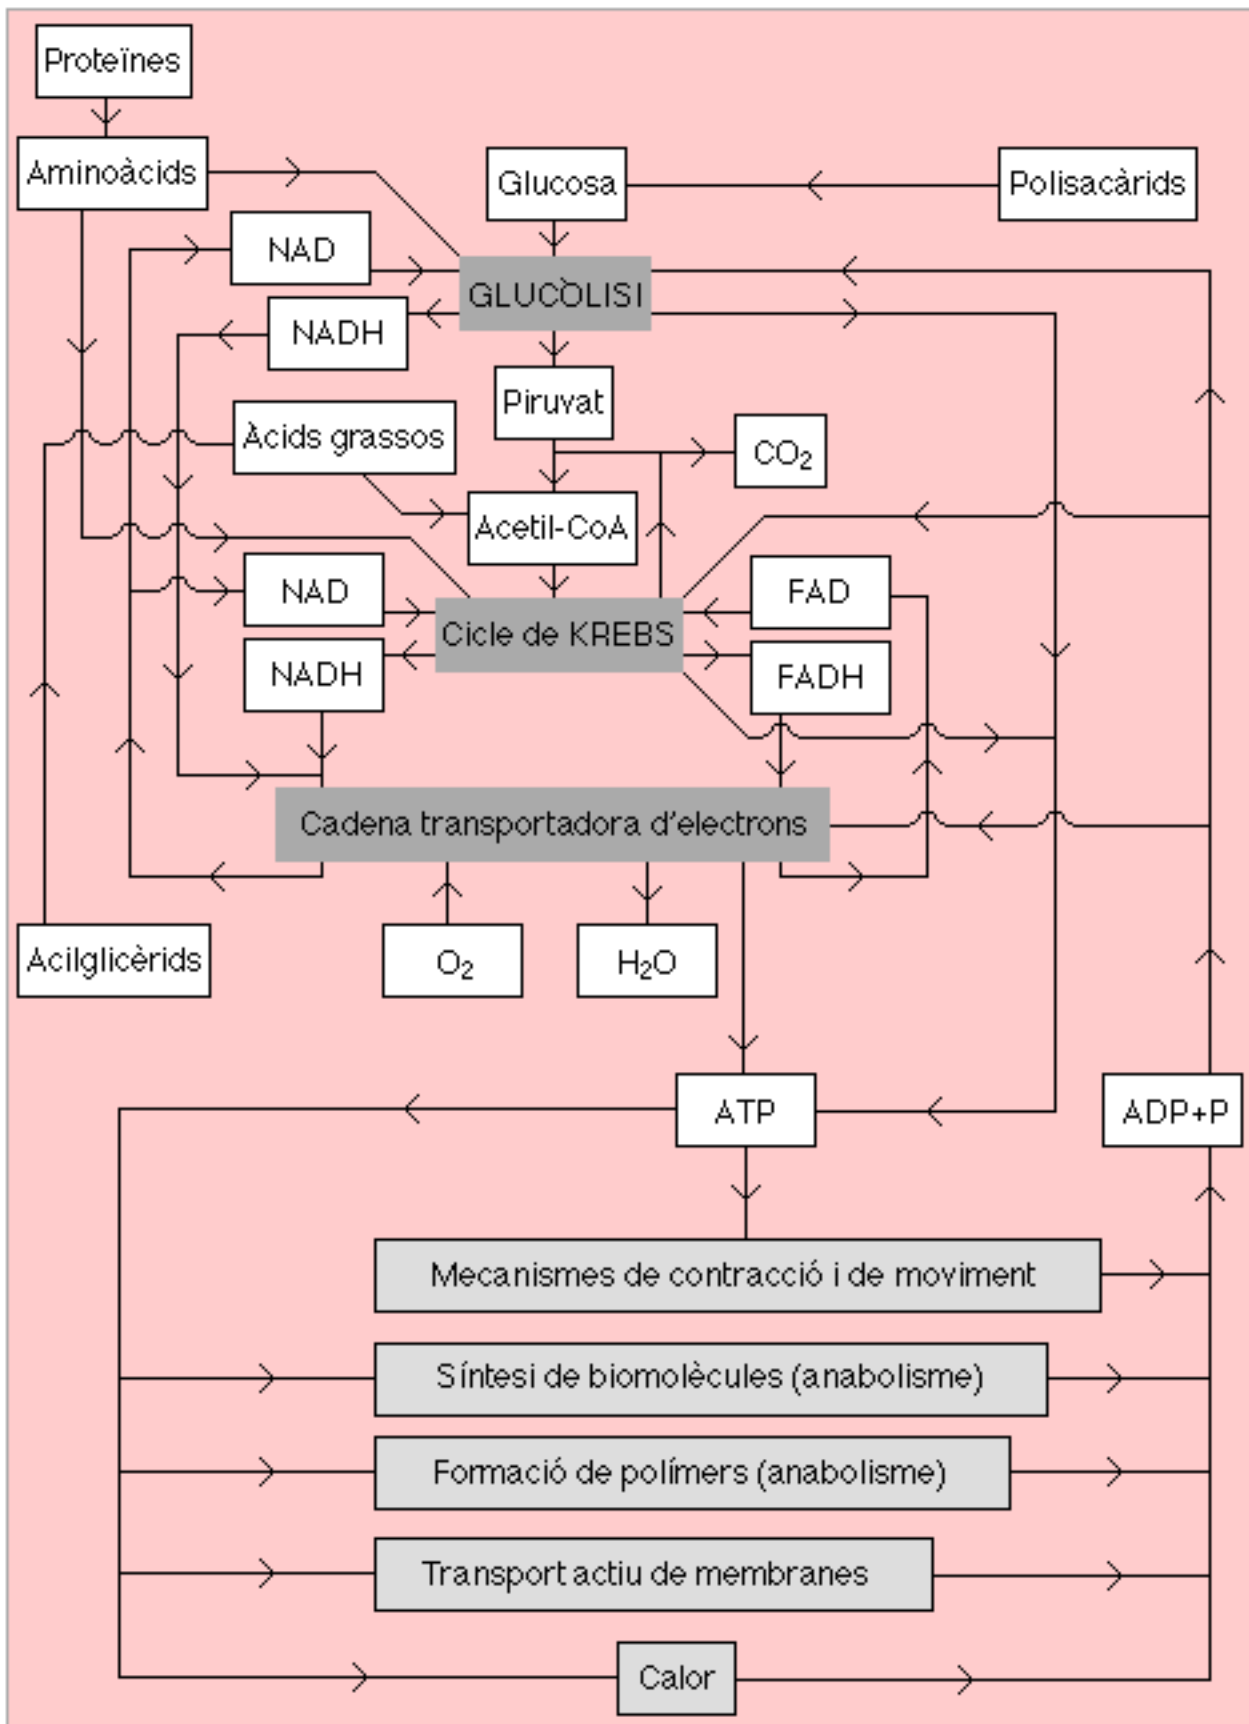 Proteïnes
Aminoàcids
Glucosa
Polisacàrids
NAD
GLUCÒLISI
NADH
Piruvat
Àcids grassos
CO₂
Acetil-CoA
NAD
FAD
Cicle de KREBS
NADH
FADH
Cadena transportadora d'electrons
Acilglicèrids
O₂
H₂O
ATP
ADP+P
Mecanismes de contracció i de moviment
Síntesi de biomolècules (anabolisme)
Formació de polímers (anabolisme)
Transport actiu de membranes
Calor